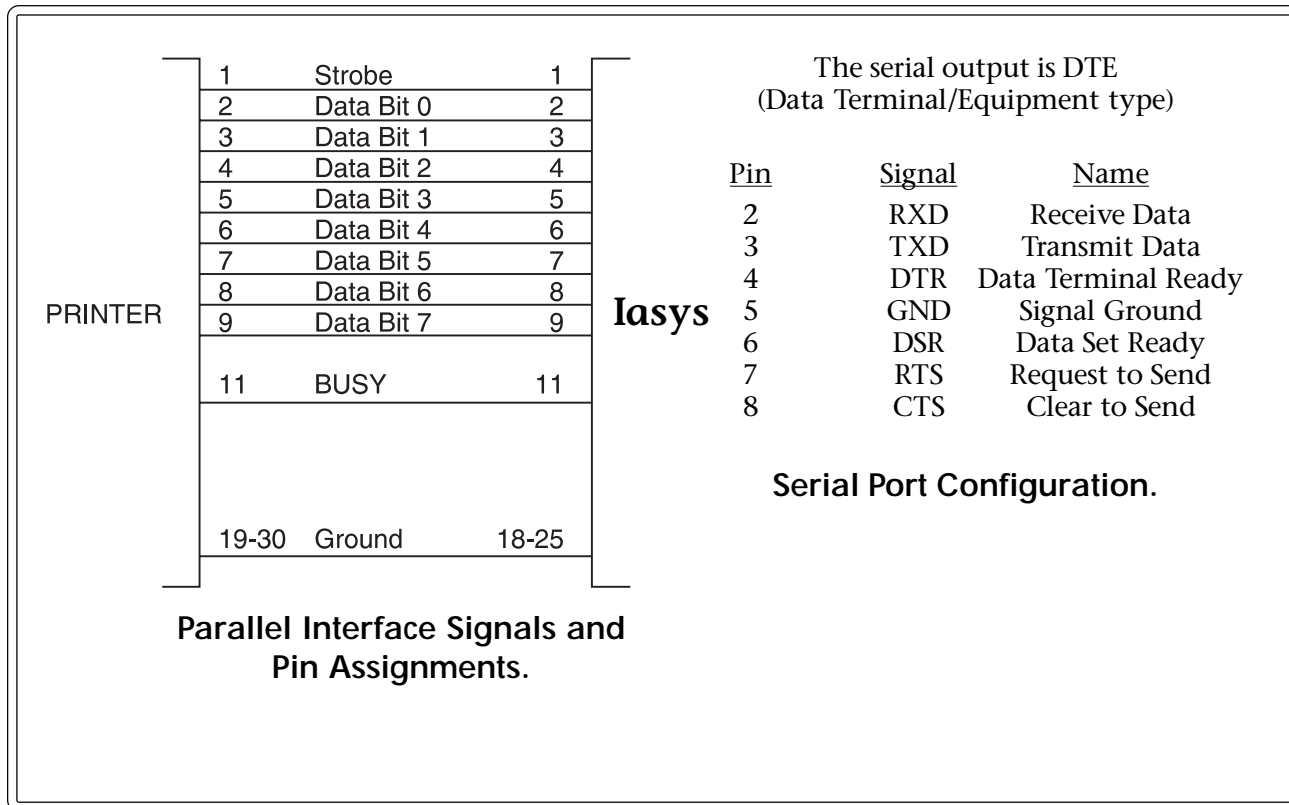 1 Strobe 1
2 Data Bit 0 2
3 Data Bit 1 3
4 Data Bit 2 4
5 Data Bit 3 5
6 Data Bit 4 6
7 Data Bit 5 7
8 Data Bit 6 8
9 Data Bit 7 9
11 BUSY 11
19-30 Ground 18-25
PRINTER
Iasys
Parallel Interface Signals and
Pin Assignments.
The serial output is DTE
(Data Terminal/Equipment type)
Pin Signal Name
2 RXD Receive Data
3 TXD Transmit Data
4 DTR Data Terminal Ready
5 GND Signal Ground
6 DSR Data Set Ready
7 RTS Request to Send
8 CTS Clear to Send
Serial Port Configuration.